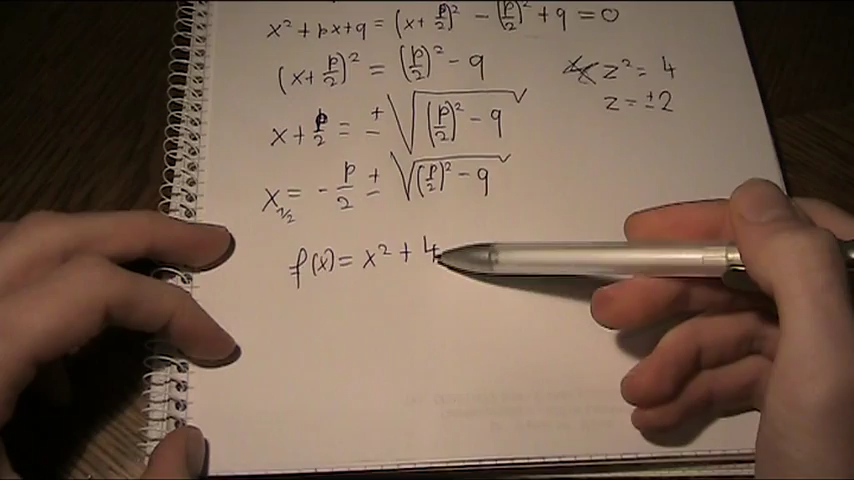 x² + px + q = (x + p/2)² - (p/2)² + q = 0
(x + p/2)² = (p/2)² - q
z² = 4
z = ±2
x + p/2 = ± √((p/2)² - q)
x₁/₂ = - p/2 ± √((p/2)² - q)
f(x) = x² + 4